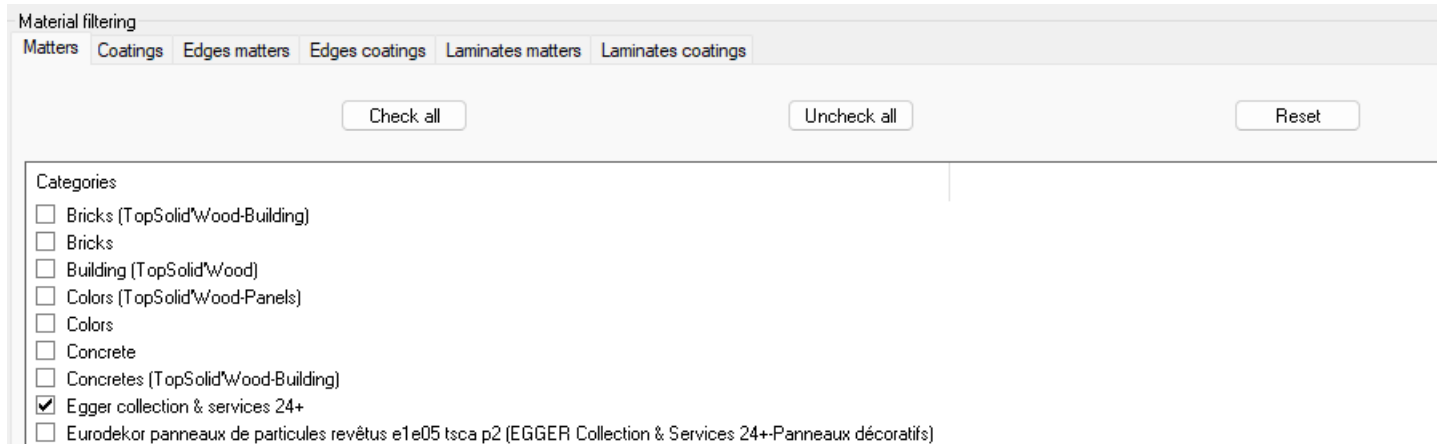 Material filtering
Matters Coatings Edges matters Edges coatings Laminates matters Laminates coatings
Check all Uncheck all Reset
Categories
Bricks (TopSolid'Wood-Building)
Bricks
Building (TopSolid'Wood)
Colors (TopSolid'Wood-Panels)
Colors
Concrete
Concretes (TopSolid'Wood-Building)
Egger collection & services 24+
Eurodekor panneaux de particules revêtus e1e05 tsca p2 (EGGER Collection & Services 24+-Panneaux décoratifs)